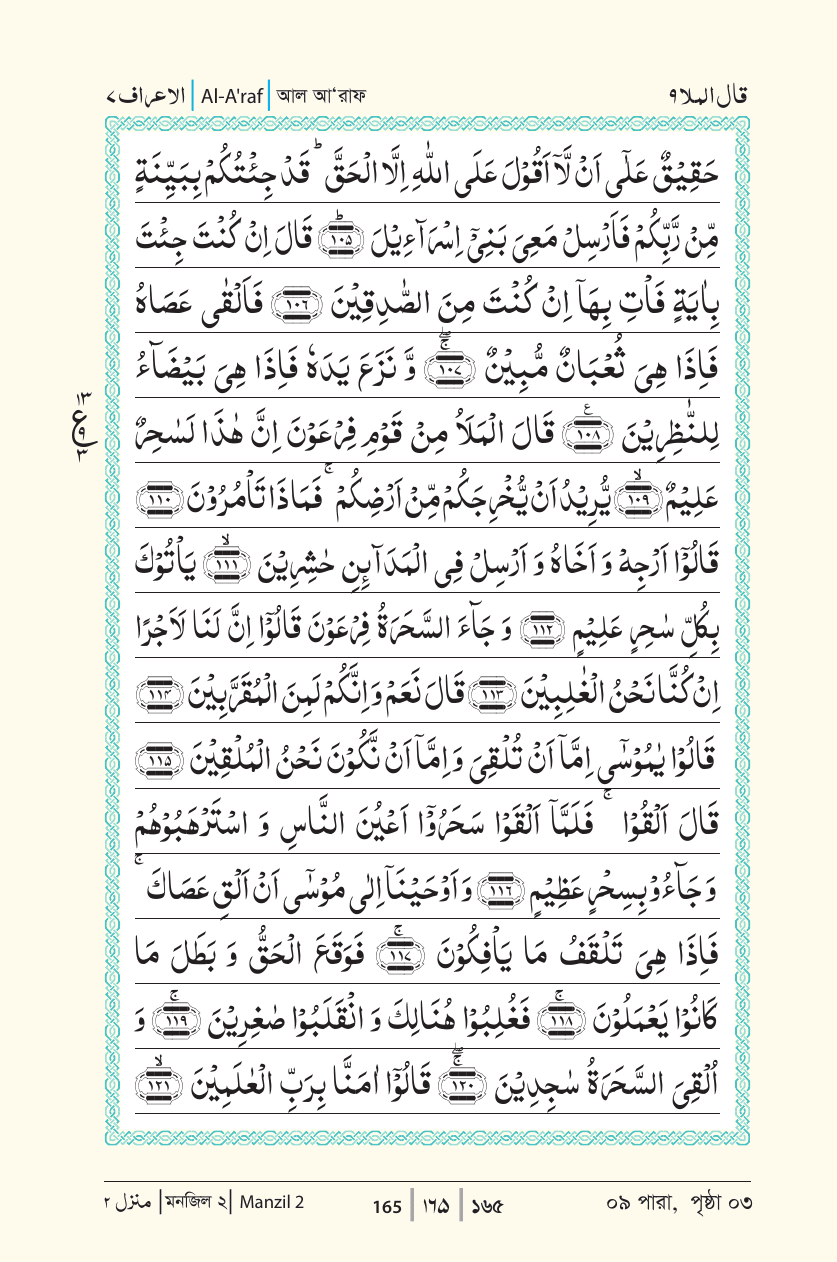 الاعراف ٧ | Al-A'raf | আল আ'রাফ
قال الملا ٩
حَقِيْقٌ عَلٰٓى اَنْ لَّاۤ اَقُوْلَ عَلَى اللّٰهِ اِلَّا الْحَقَّ ؕ قَدْ جِئْتُكُمْ بِبَيِّنَةٍ
مِّنْ رَّبِّكُمْ فَاَرْسِلْ مَعِىَ بَنِىْۤ اِسْرَآءِيْلَ ؕ ﴿١٠٥﴾ قَالَ اِنْ كُنْتَ جِئْتَ
بِاٰيَةٍ فَاْتِ بِهَاۤ اِنْ كُنْتَ مِنَ الصّٰدِقِيْنَ ﴿١٠٦﴾ فَاَلْقٰى عَصَاهُ
فَاِذَا هِىَ ثُعْبَانٌ مُّبِيْنٌ ۚۖ ﴿١٠٧﴾ وَّ نَزَعَ يَدَهٗ فَاِذَا هِىَ بَيْضَآءُ
لِلنّٰظِرِيْنَ ﴿١٠٨﴾ ع قَالَ الْمَلَاُ مِنْ قَوْمِ فِرْعَوْنَ اِنَّ هٰذَا لَسٰحِرٌ
١٣ ع ٩ ٣
عَلِيْمٌ ۙ ﴿١٠٩﴾ يُّرِيْدُ اَنْ يُّخْرِجَكُمْ مِّنْ اَرْضِكُمْ ۚ فَمَاذَا تَاْمُرُوْنَ ﴿١١٠﴾
قَالُوْۤا اَرْجِهْ وَ اَخَاهُ وَ اَرْسِلْ فِى الْمَدَآئِنِ حٰشِرِيْنَ ۙ ﴿١١١﴾ يَاْتُوْكَ
بِكُلِّ سٰحِرٍ عَلِيْمٍ ﴿١١٢﴾ وَ جَآءَ السَّحَرَةُ فِرْعَوْنَ قَالُوْۤا اِنَّ لَنَا لَاَجْرًا
اِنْ كُنَّا نَحْنُ الْغٰلِبِيْنَ ﴿١١٣﴾ قَالَ نَعَمْ وَاِنَّكُمْ لَمِنَ الْمُقَرَّبِيْنَ ﴿١١٤﴾
قَالُوْا يٰمُوْسٰٓى اِمَّاۤ اَنْ تُلْقِىَ وَاِمَّاۤ اَنْ نَّكُوْنَ نَحْنُ الْمُلْقِيْنَ ﴿١١٥﴾
قَالَ اَلْقُوْا ۚ فَلَمَّاۤ اَلْقَوْا سَحَرُوْۤا اَعْيُنَ النَّاسِ وَ اسْتَرْهَبُوْهُمْ
وَجَآءُوْ بِسِحْرٍ عَظِيْمٍ ﴿١١٦﴾ وَاَوْحَيْنَاۤ اِلٰى مُوْسٰٓى اَنْ اَلْقِ عَصَاكَ ۚ
فَاِذَا هِىَ تَلْقَفُ مَا يَاْفِكُوْنَ ۚ ﴿١١٧﴾ فَوَقَعَ الْحَقُّ وَ بَطَلَ مَا
كَانُوْا يَعْمَلُوْنَ ۚ ﴿١١٨﴾ فَغُلِبُوْا هُنَالِكَ وَ انْقَلَبُوْا صٰغِرِيْنَ ۚ ﴿١١٩﴾ وَ
اُلْقِىَ السَّحَرَةُ سٰجِدِيْنَ ۚۖ ﴿١٢٠﴾ قَالُوْۤا اٰمَنَّا بِرَبِّ الْعٰلَمِيْنَ ۙ ﴿١٢١﴾
منزل ٢ | মনজিল ২ | Manzil 2
165 | ١٦٥ | ১৬৫
০৯ পারা, পৃষ্ঠা ০৩